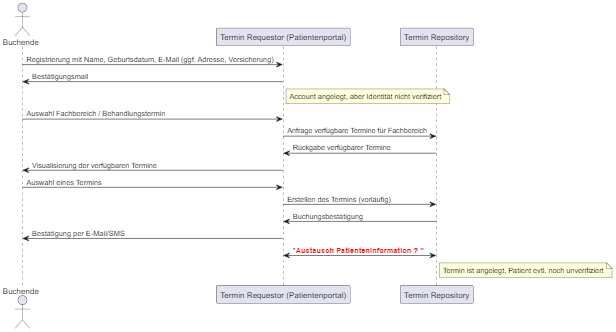 Buchende
Termin Requestor (Patientenportal)
Termin Repository
Registrierung mit Name, Geburtsdatum, E-Mail (ggf. Adresse, Versicherung)
Bestätigungsmail
Account angelegt, aber Identität nicht verifiziert
Auswahl Fachbereich / Behandlungstermin
Anfrage verfügbare Termine für Fachbereich
Rückgabe verfügbarer Termine
Visualisierung der verfügbaren Termine
Auswahl eines Termins
Erstellen des Termins (vorläufig)
Buchungsbestätigung
Bestätigung per E-Mail/SMS
"Austausch Patienteninformation ? "
Termin ist angelegt, Patient evtl. noch unverifiziert
Buchende
Termin Requestor (Patientenportal)
Termin Repository